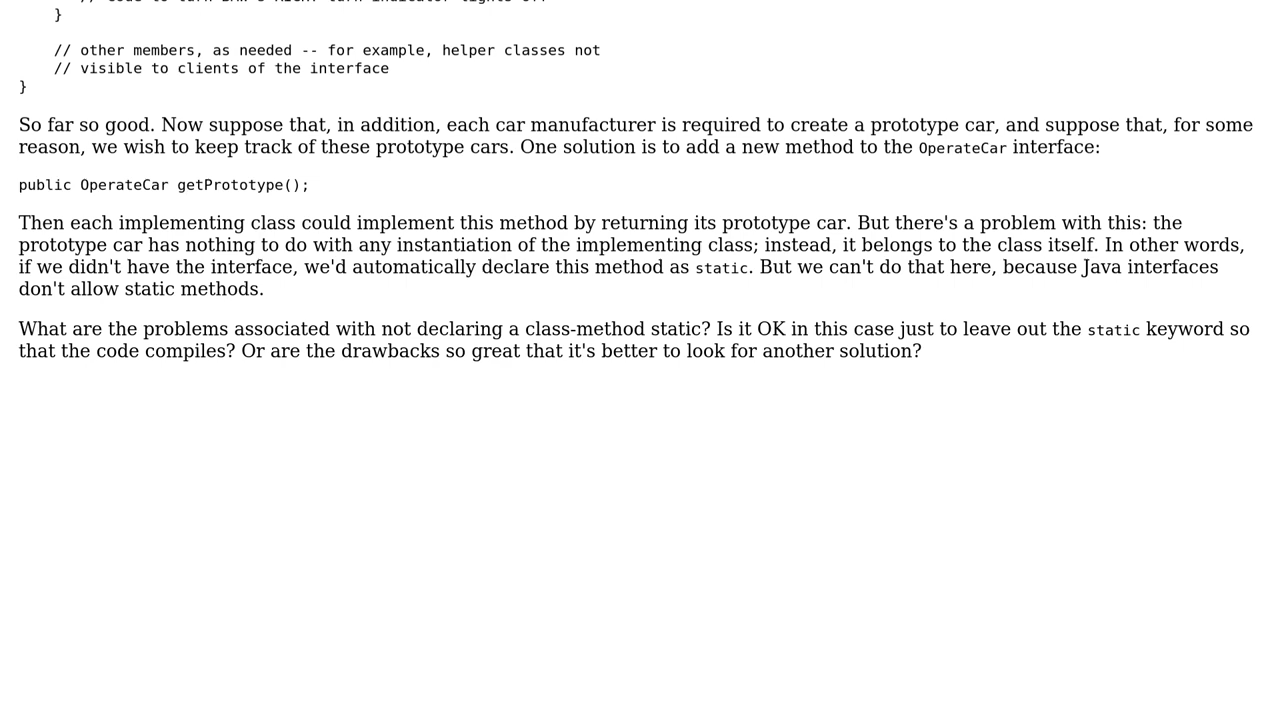 }
// other members, as needed -- for example, helper classes not
// visible to clients of the interface
}
So far so good. Now suppose that, in addition, each car manufacturer is required to create a prototype car, and suppose that, for some
reason, we wish to keep track of these prototype cars. One solution is to add a new method to the OperateCar interface:
public OperateCar getPrototype();
Then each implementing class could implement this method by returning its prototype car. But there's a problem with this: the
prototype car has nothing to do with any instantiation of the implementing class; instead, it belongs to the class itself. In other words,
if we didn't have the interface, we'd automatically declare this method as static. But we can't do that here, because Java interfaces
don't allow static methods.
What are the problems associated with not declaring a class-method static? Is it OK in this case just to leave out the static keyword so
that the code compiles? Or are the drawbacks so great that it's better to look for another solution?